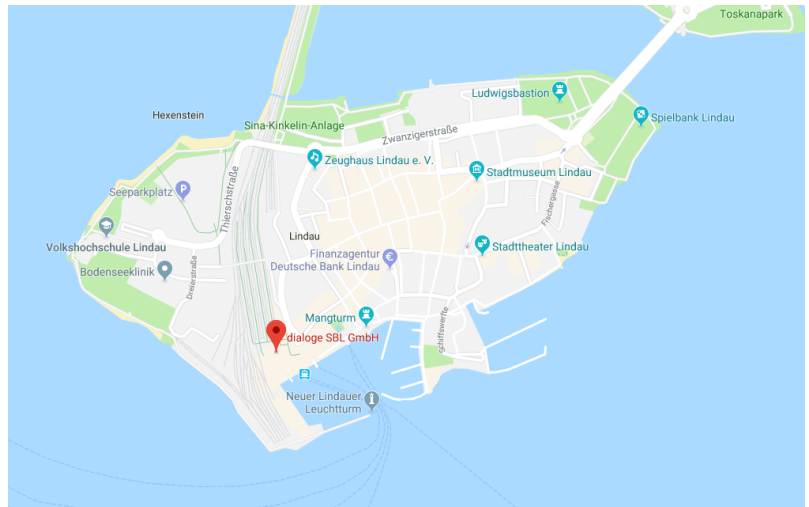 Toskanapark
Ludwigsbastion
Hexenstein
Spielbank Lindau
Sina-Kinkelin-Anlage
Zwanzigerstraße
Zeughaus Lindau e. V.
Stadtmuseum Lindau
Seeparkplatz
P
Thierschstraße
Fischergasse
Lindau
Volkshochschule Lindau
Stadttheater Lindau
Finanzagentur
Deutsche Bank Lindau
€
Bodenseeklinik
Dreierstraße
Mangturm
gschiffswerfte
dialoge SBL GmbH
Neuer Lindauer
Leuchtturm